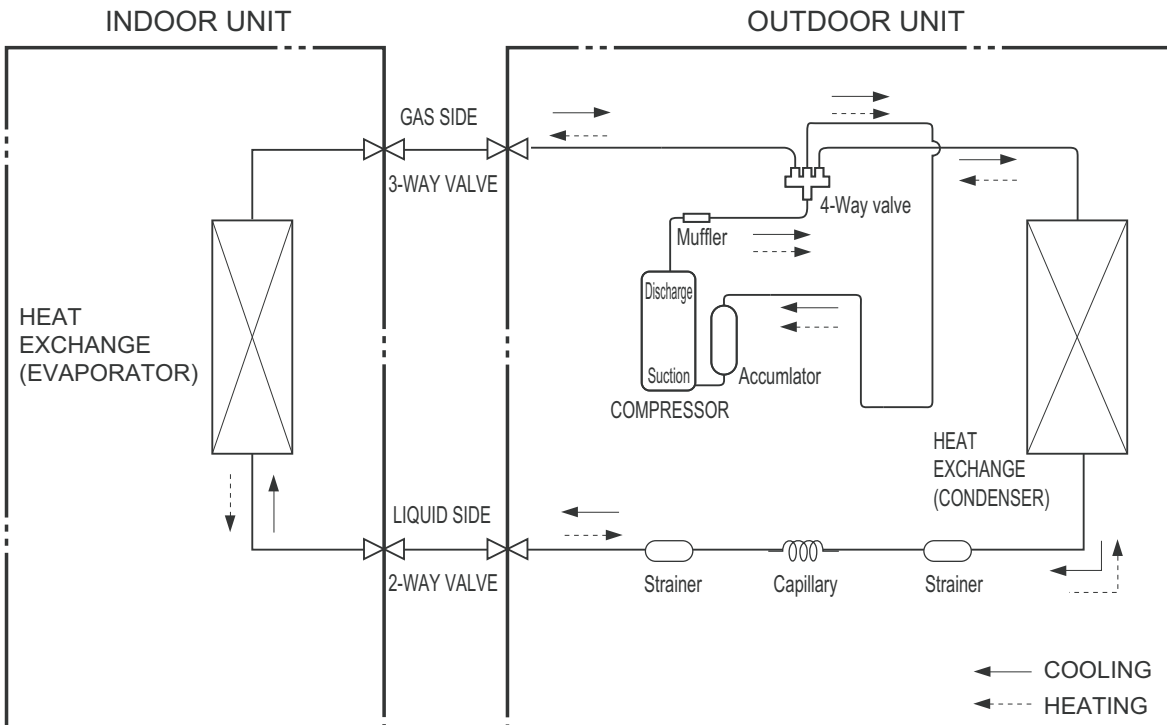 INDOOR UNIT
OUTDOOR UNIT
GAS SIDE
3-WAY VALVE
4-Way valve
Muffler
Discharge
Suction
Accumlator
COMPRESSOR
HEAT
EXCHANGE
(EVAPORATOR)
HEAT
EXCHANGE
(CONDENSER)
LIQUID SIDE
2-WAY VALVE
Strainer
Capillary
Strainer
COOLING
HEATING